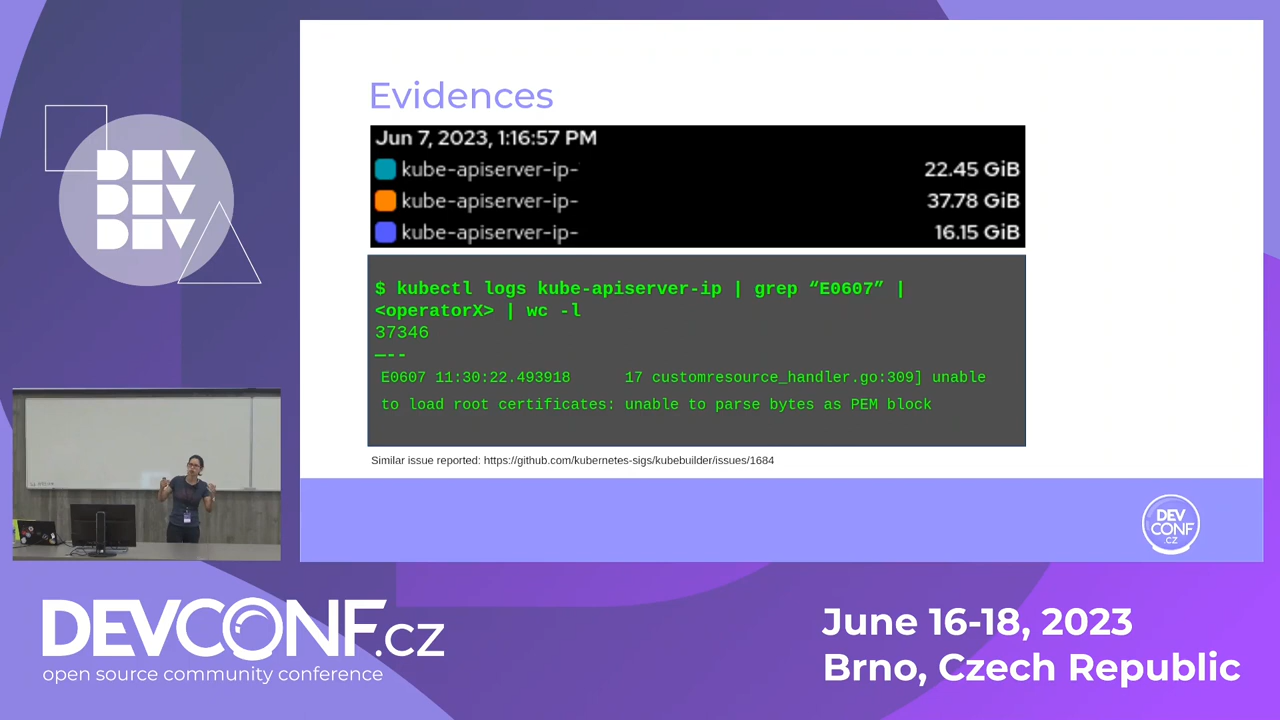 DEV
DEV
DEV
Evidences
Jun 7, 2023, 1:16:57 PM
kube-apiserver-ip- 22.45 GiB
kube-apiserver-ip- 37.78 GiB
kube-apiserver-ip- 16.15 GiB
$ kubectl logs kube-apiserver-ip | grep “E0607” |
<operatorX> | wc -l
37346
—--
E0607 11:30:22.493918 17 customresource_handler.go:309] unable
to load root certificates: unable to parse bytes as PEM block
Similar issue reported: https://github.com/kubernetes-sigs/kubebuilder/issues/1684
DEV
CONF
.CZ
DEVCONF.cz
open source community conference
June 16-18, 2023
Brno, Czech Republic